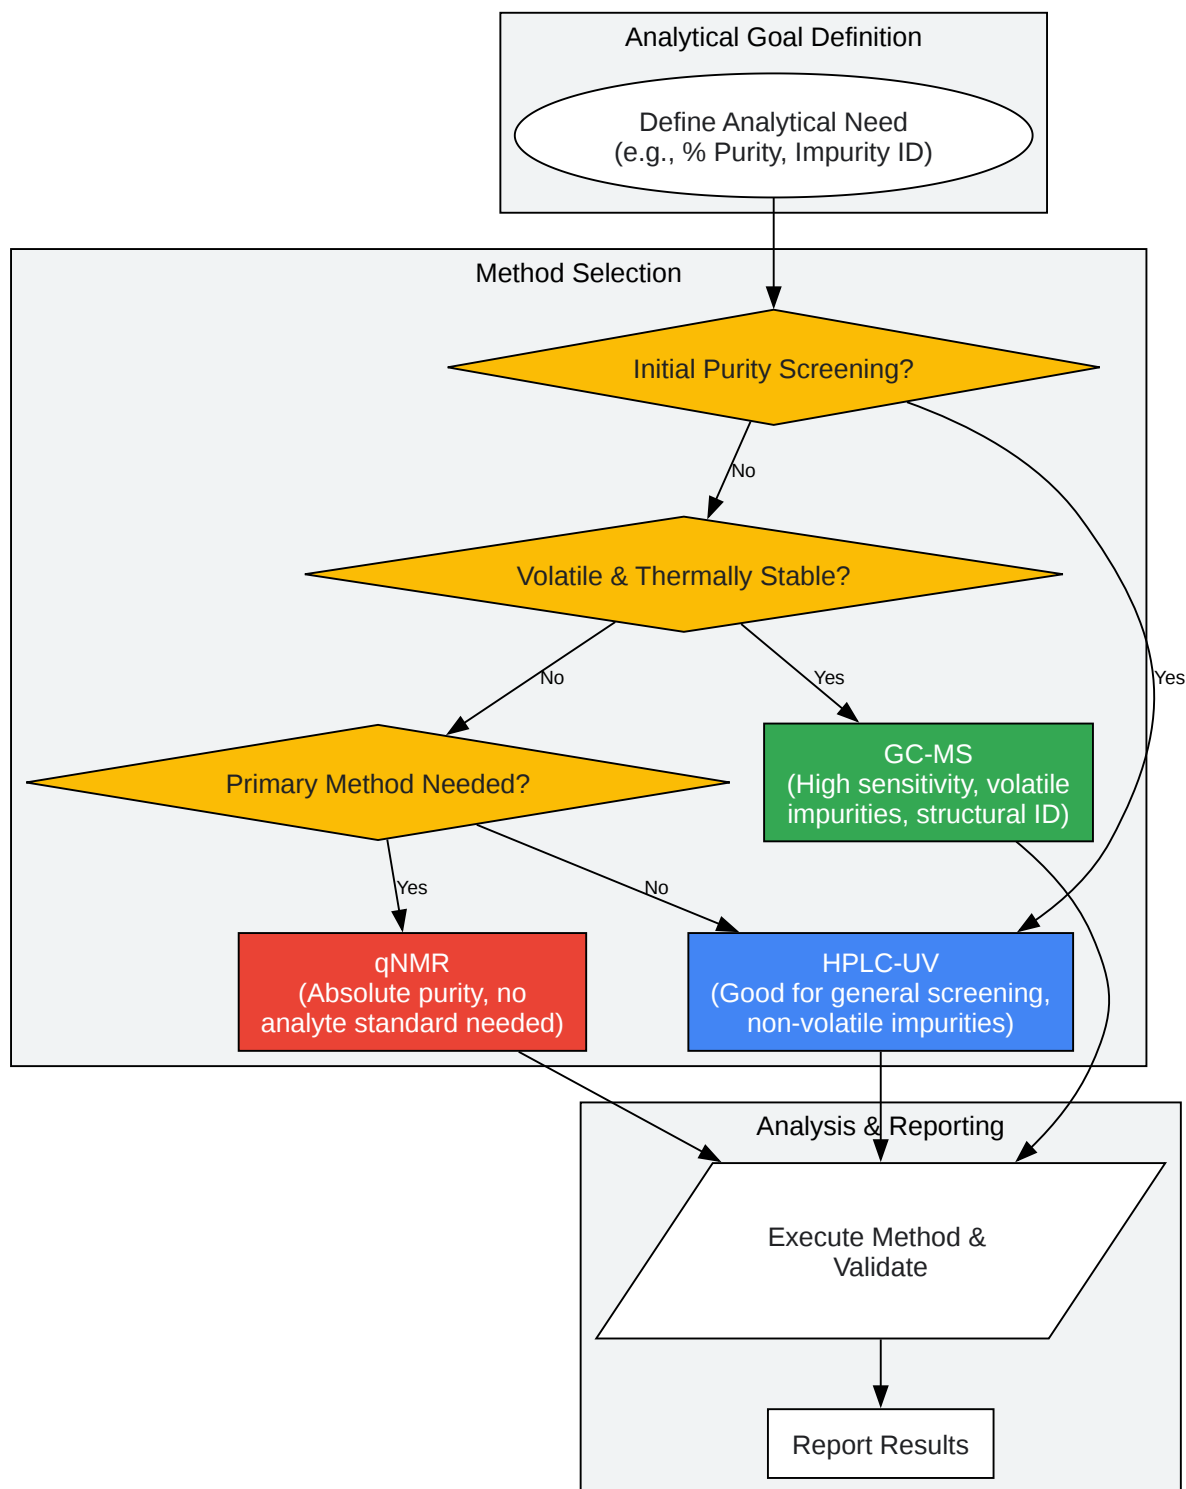 Analytical Goal Definition
Define Analytical Need
(e.g., % Purity, Impurity ID)
Method Selection
Initial Purity Screening?
No
Volatile & Thermally Stable?
No
Yes
Yes
Primary Method Needed?
GC-MS
(High sensitivity, volatile
impurities, structural ID)
Yes
No
qNMR
(Absolute purity, no
analyte standard needed)
HPLC-UV
(Good for general screening,
non-volatile impurities)
Analysis & Reporting
Execute Method &
Validate
Report Results